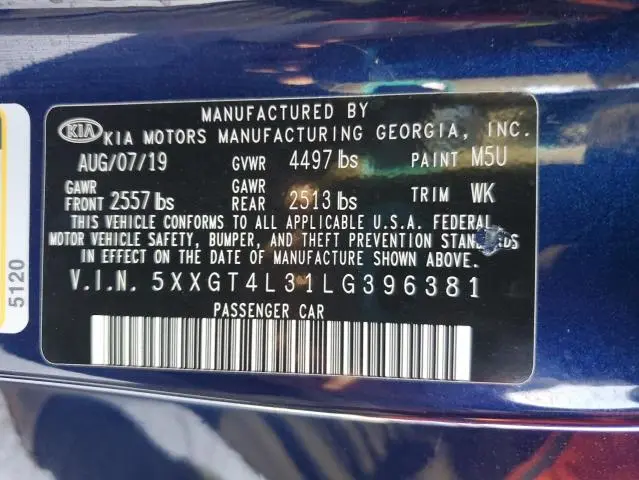 MANUFACTURED BY
KIA KIA MOTORS MANUFACTURING GEORGIA, INC.
AUG/07/19 GVWR 4497 lbs PAINT M5U
GAWR FRONT 2557 lbs GAWR REAR 2513 lbs TRIM WK
THIS VEHICLE CONFORMS TO ALL APPLICABLE U.S.A. FEDERAL
MOTOR VEHICLE SAFETY, BUMPER, AND THEFT PREVENTION
IN EFFECT ON THE DATE OF MANUFACTURE SHOWN ABOVE.
V.I.N. 5XXGT4L31LG396381
PASSENGER CAR
5120